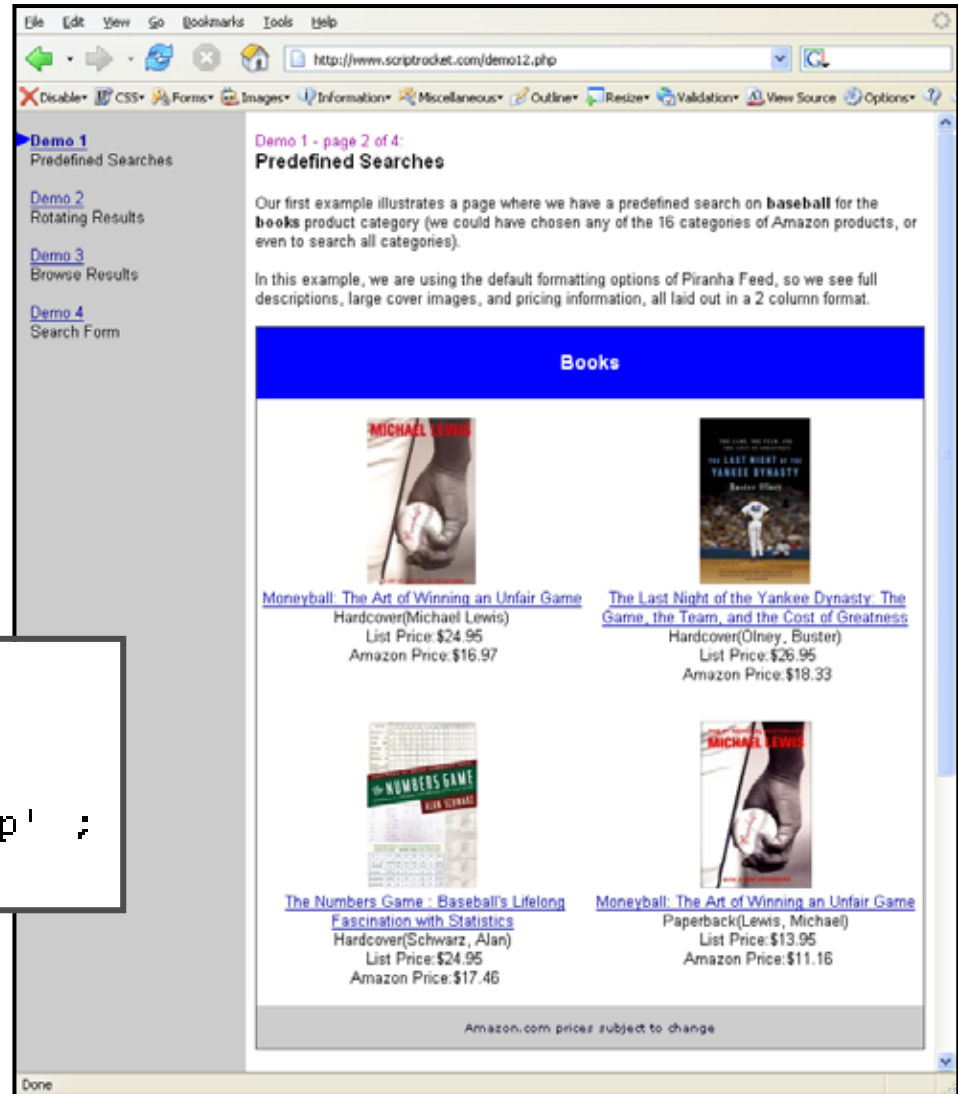 File Edit View Go Bookmarks Tools Help
http://www.scriptrocket.com/demo12.php
G
Disable CSS Forms Images Information Miscellaneous Outline Resize Validation View Source Options
Demo 1
Predefined Searches
Demo 2
Rotating Results
Demo 3
Browse Results
Demo 4
Search Form
Demo 1 - page 2 of 4:
Predefined Searches
Our first example illustrates a page where we have a predefined search on baseball for the
books product category (we could have chosen any of the 16 categories of Amazon products, or
even to search all categories).
In this example, we are using the default formatting options of Piranha Feed, so we see full
descriptions, large cover images, and pricing information, all laid out in a 2 column format.
Books
MICHAEL LEWIS
Moneyball: The Art of Winning an Unfair Game
Hardcover(Michael Lewis)
List Price:$24.95
Amazon Price:$16.97
THE LAST NIGHT OF THE
YANKEE DYNASTY
Buster Olney
The Last Night of the Yankee Dynasty: The
Game, the Team, and the Cost of Greatness
Hardcover(Olney, Buster)
List Price:$26.95
Amazon Price:$18.33
p' ;
The NUMBERS GAME
ALAN SCHWARZ
The Numbers Game : Baseball's Lifelong
Fascination with Statistics
Hardcover(Schwarz, Alan)
List Price:$24.95
Amazon Price:$17.46
MICHAEL LEWIS
Moneyball: The Art of Winning an Unfair Game
Paperback(Lewis, Michael)
List Price:$13.95
Amazon Price:$11.16
Amazon.com prices subject to change
Done